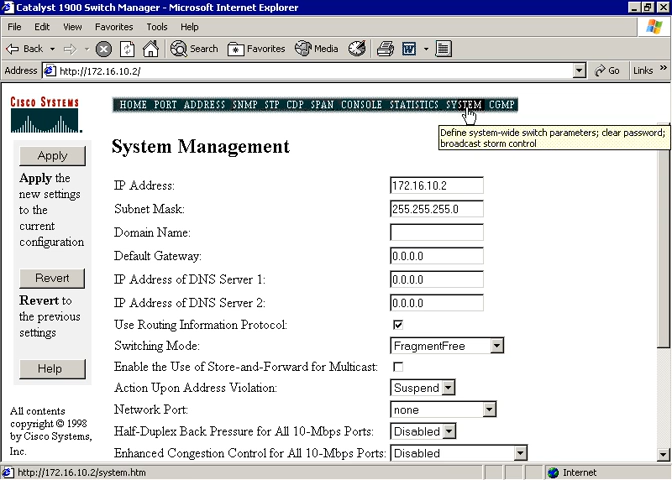 Catalyst 1900 Switch Manager - Microsoft Internet Explorer
File Edit View Favorites Tools Help
Back Search Favorites Media
Address http://172.16.10.2/ Go Links »
CISCO SYSTEMS
HOME PORT ADDRESS SNMP STP CDP SPAN CONSOLE STATISTICS SYSTEM CGMP
Define system-wide switch parameters; clear password;
broadcast storm control
Apply
Apply the
new settings
to the
current
configuration
Revert
Revert to
the previous
settings
Help
All contents
copyright © 1998
by Cisco Systems,
Inc.
System Management
IP Address: 172.16.10.2
Subnet Mask: 255.255.255.0
Domain Name:
Default Gateway: 0.0.0.0
IP Address of DNS Server 1: 0.0.0.0
IP Address of DNS Server 2: 0.0.0.0
Use Routing Information Protocol:
Switching Mode: FragmentFree
Enable the Use of Store-and-Forward for Multicast:
Action Upon Address Violation: Suspend
Network Port: none
Half-Duplex Back Pressure for All 10-Mbps Ports: Disabled
Enhanced Congestion Control for All 10-Mbps Ports: Disabled
http://172.16.10.2/system.htm Internet